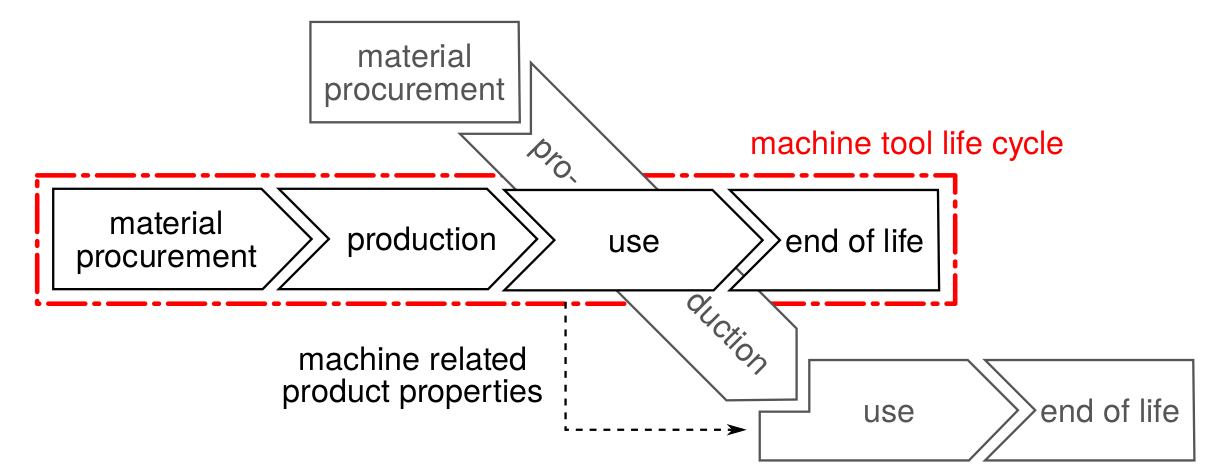 material
procurement
pro-
machine tool life cycle
material
procurement
production
use
end of life
duction
machine related
product properties
use
end of life